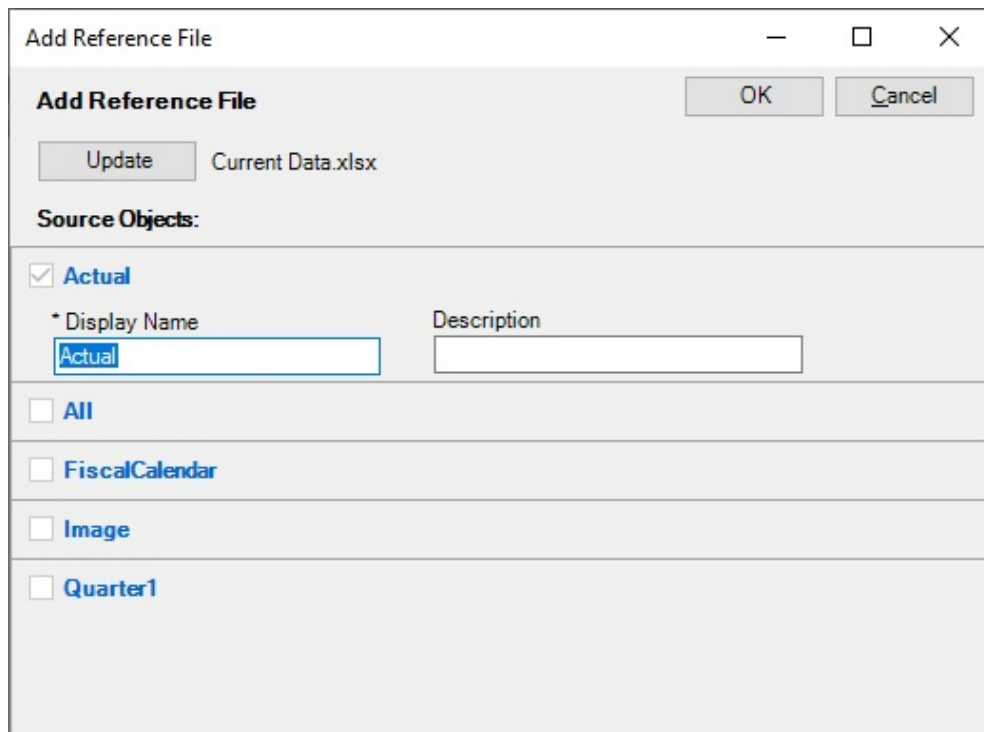 Add Reference File
Add Reference File OK Cancel
Update Current Data.xlsx
Source Objects:
Actual
* Display Name Description
Actual
All
FiscalCalendar
Image
Quarter1